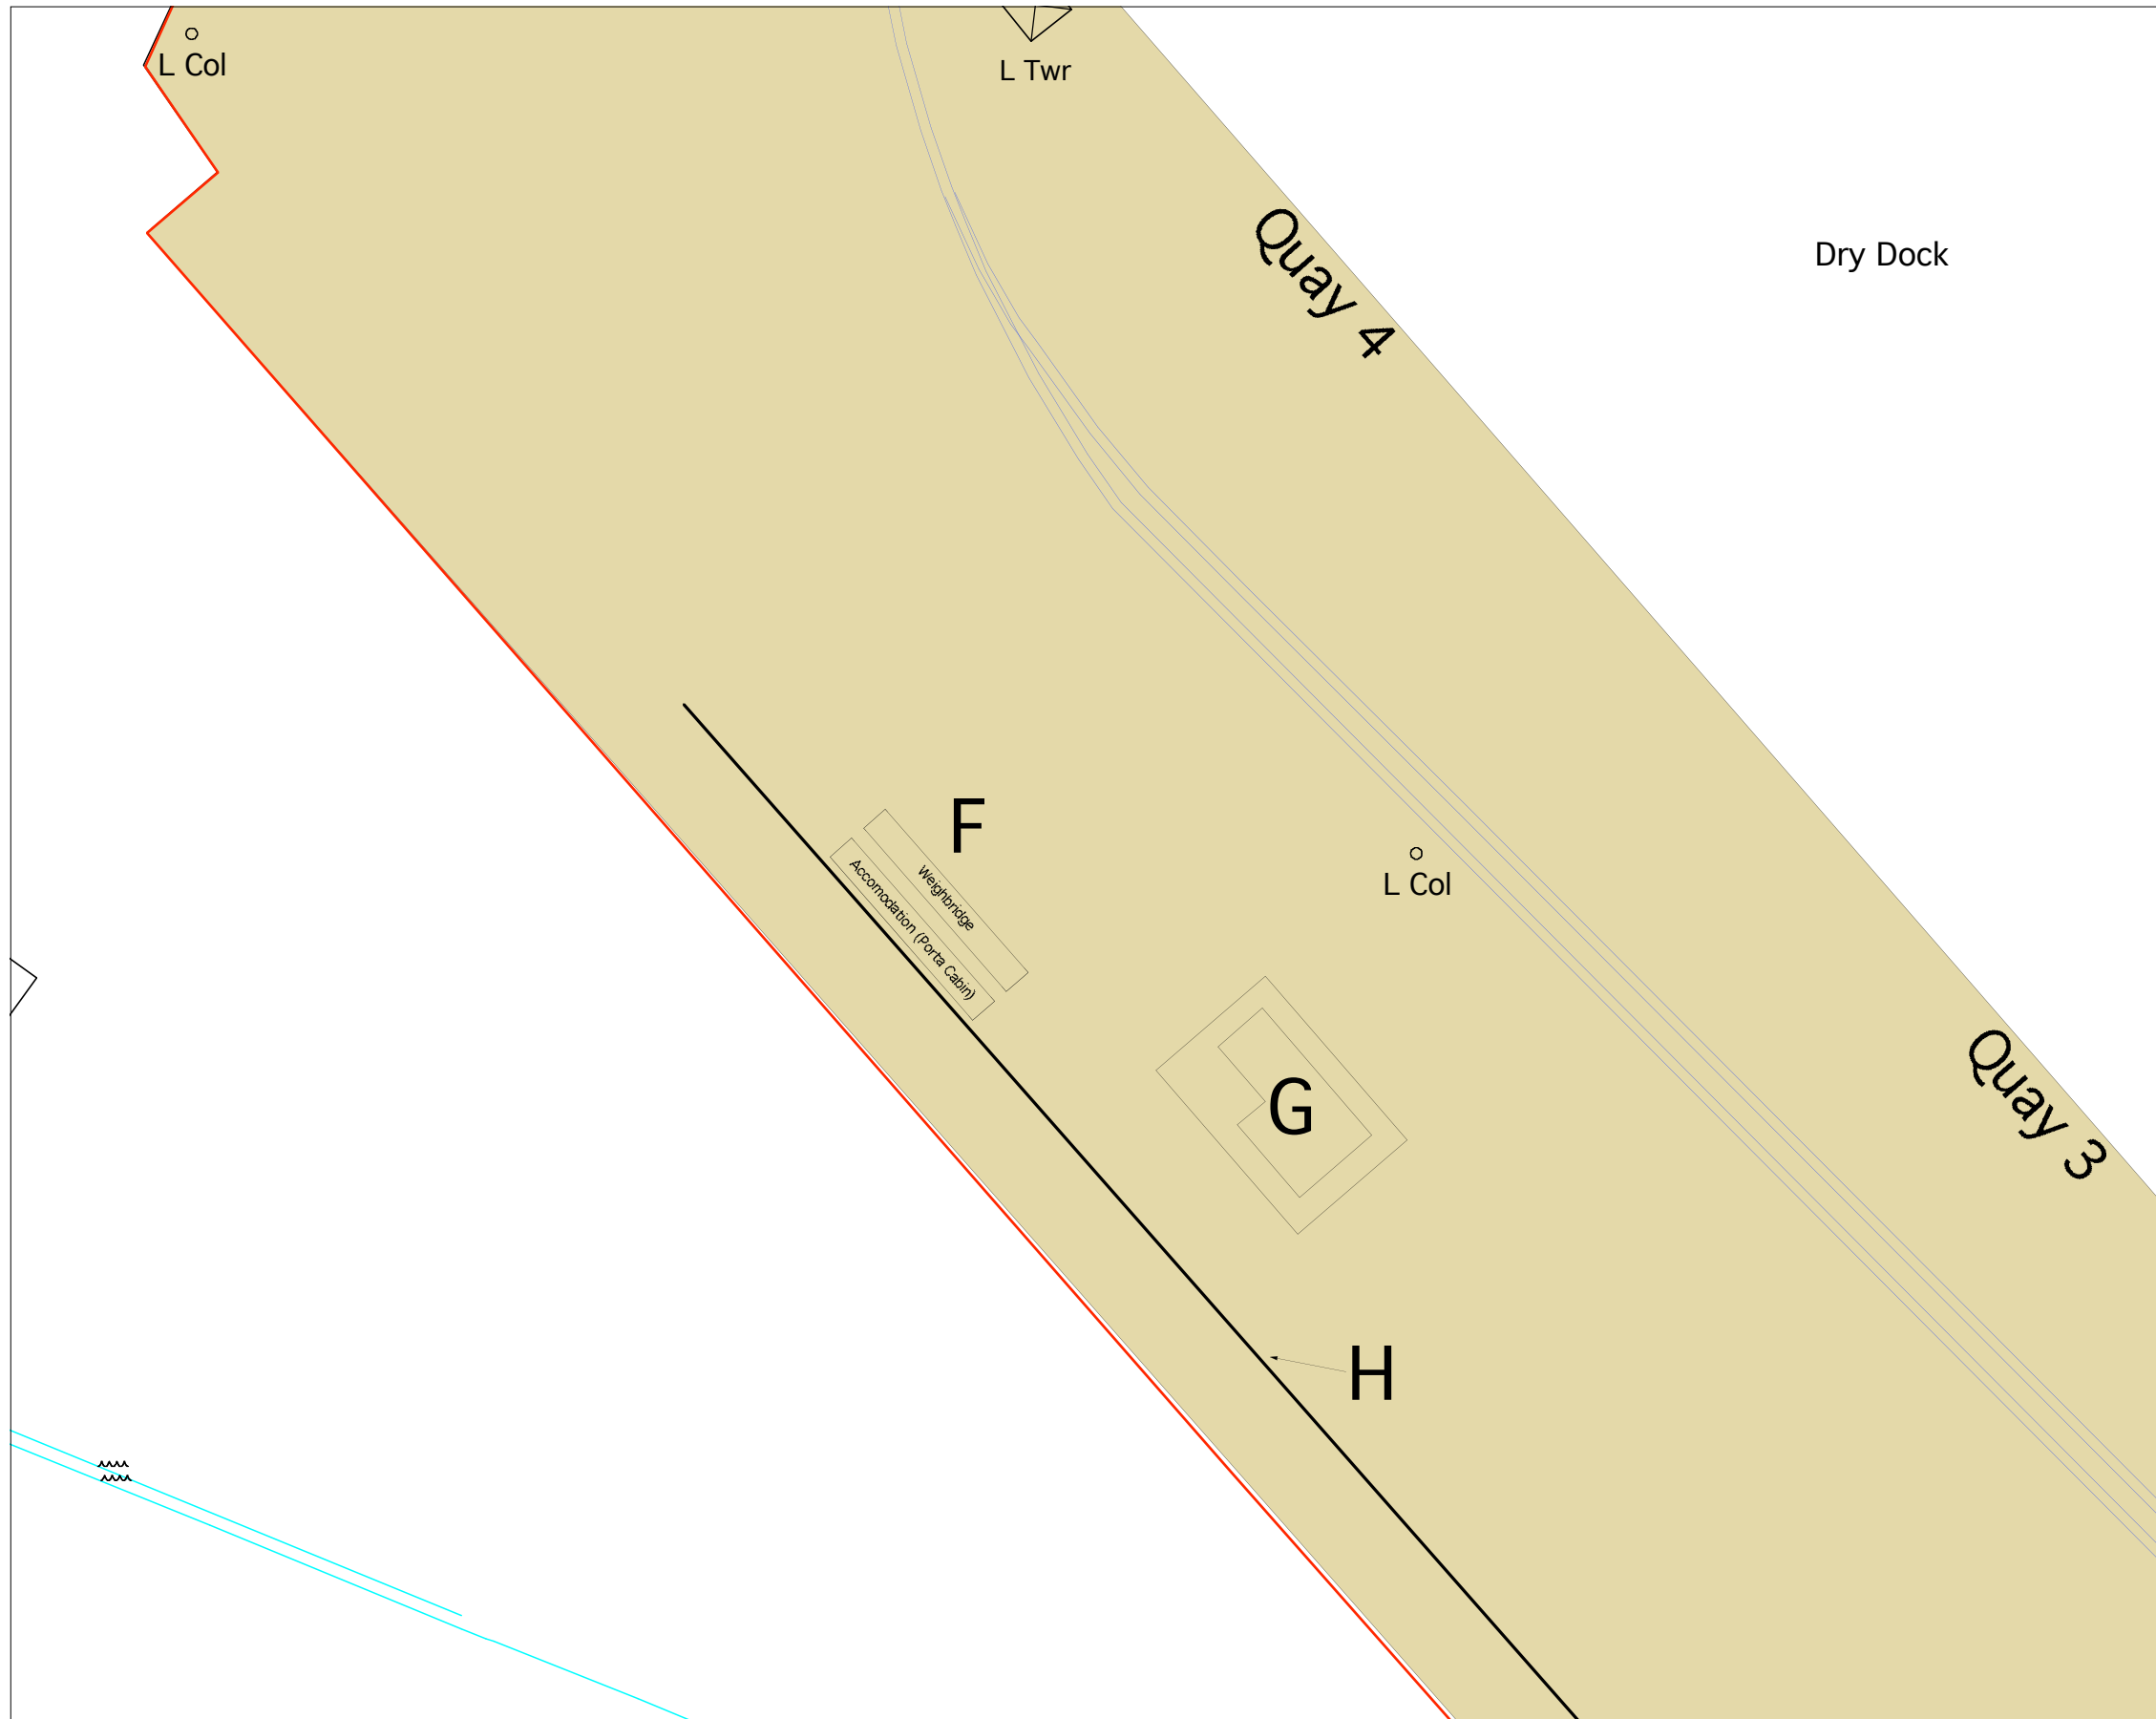 L Col
L Twr
Quay 4
Dry Dock
F
Weighbridge
Accomodation (Porta Cabin)
L Col
G
Quay 3
H